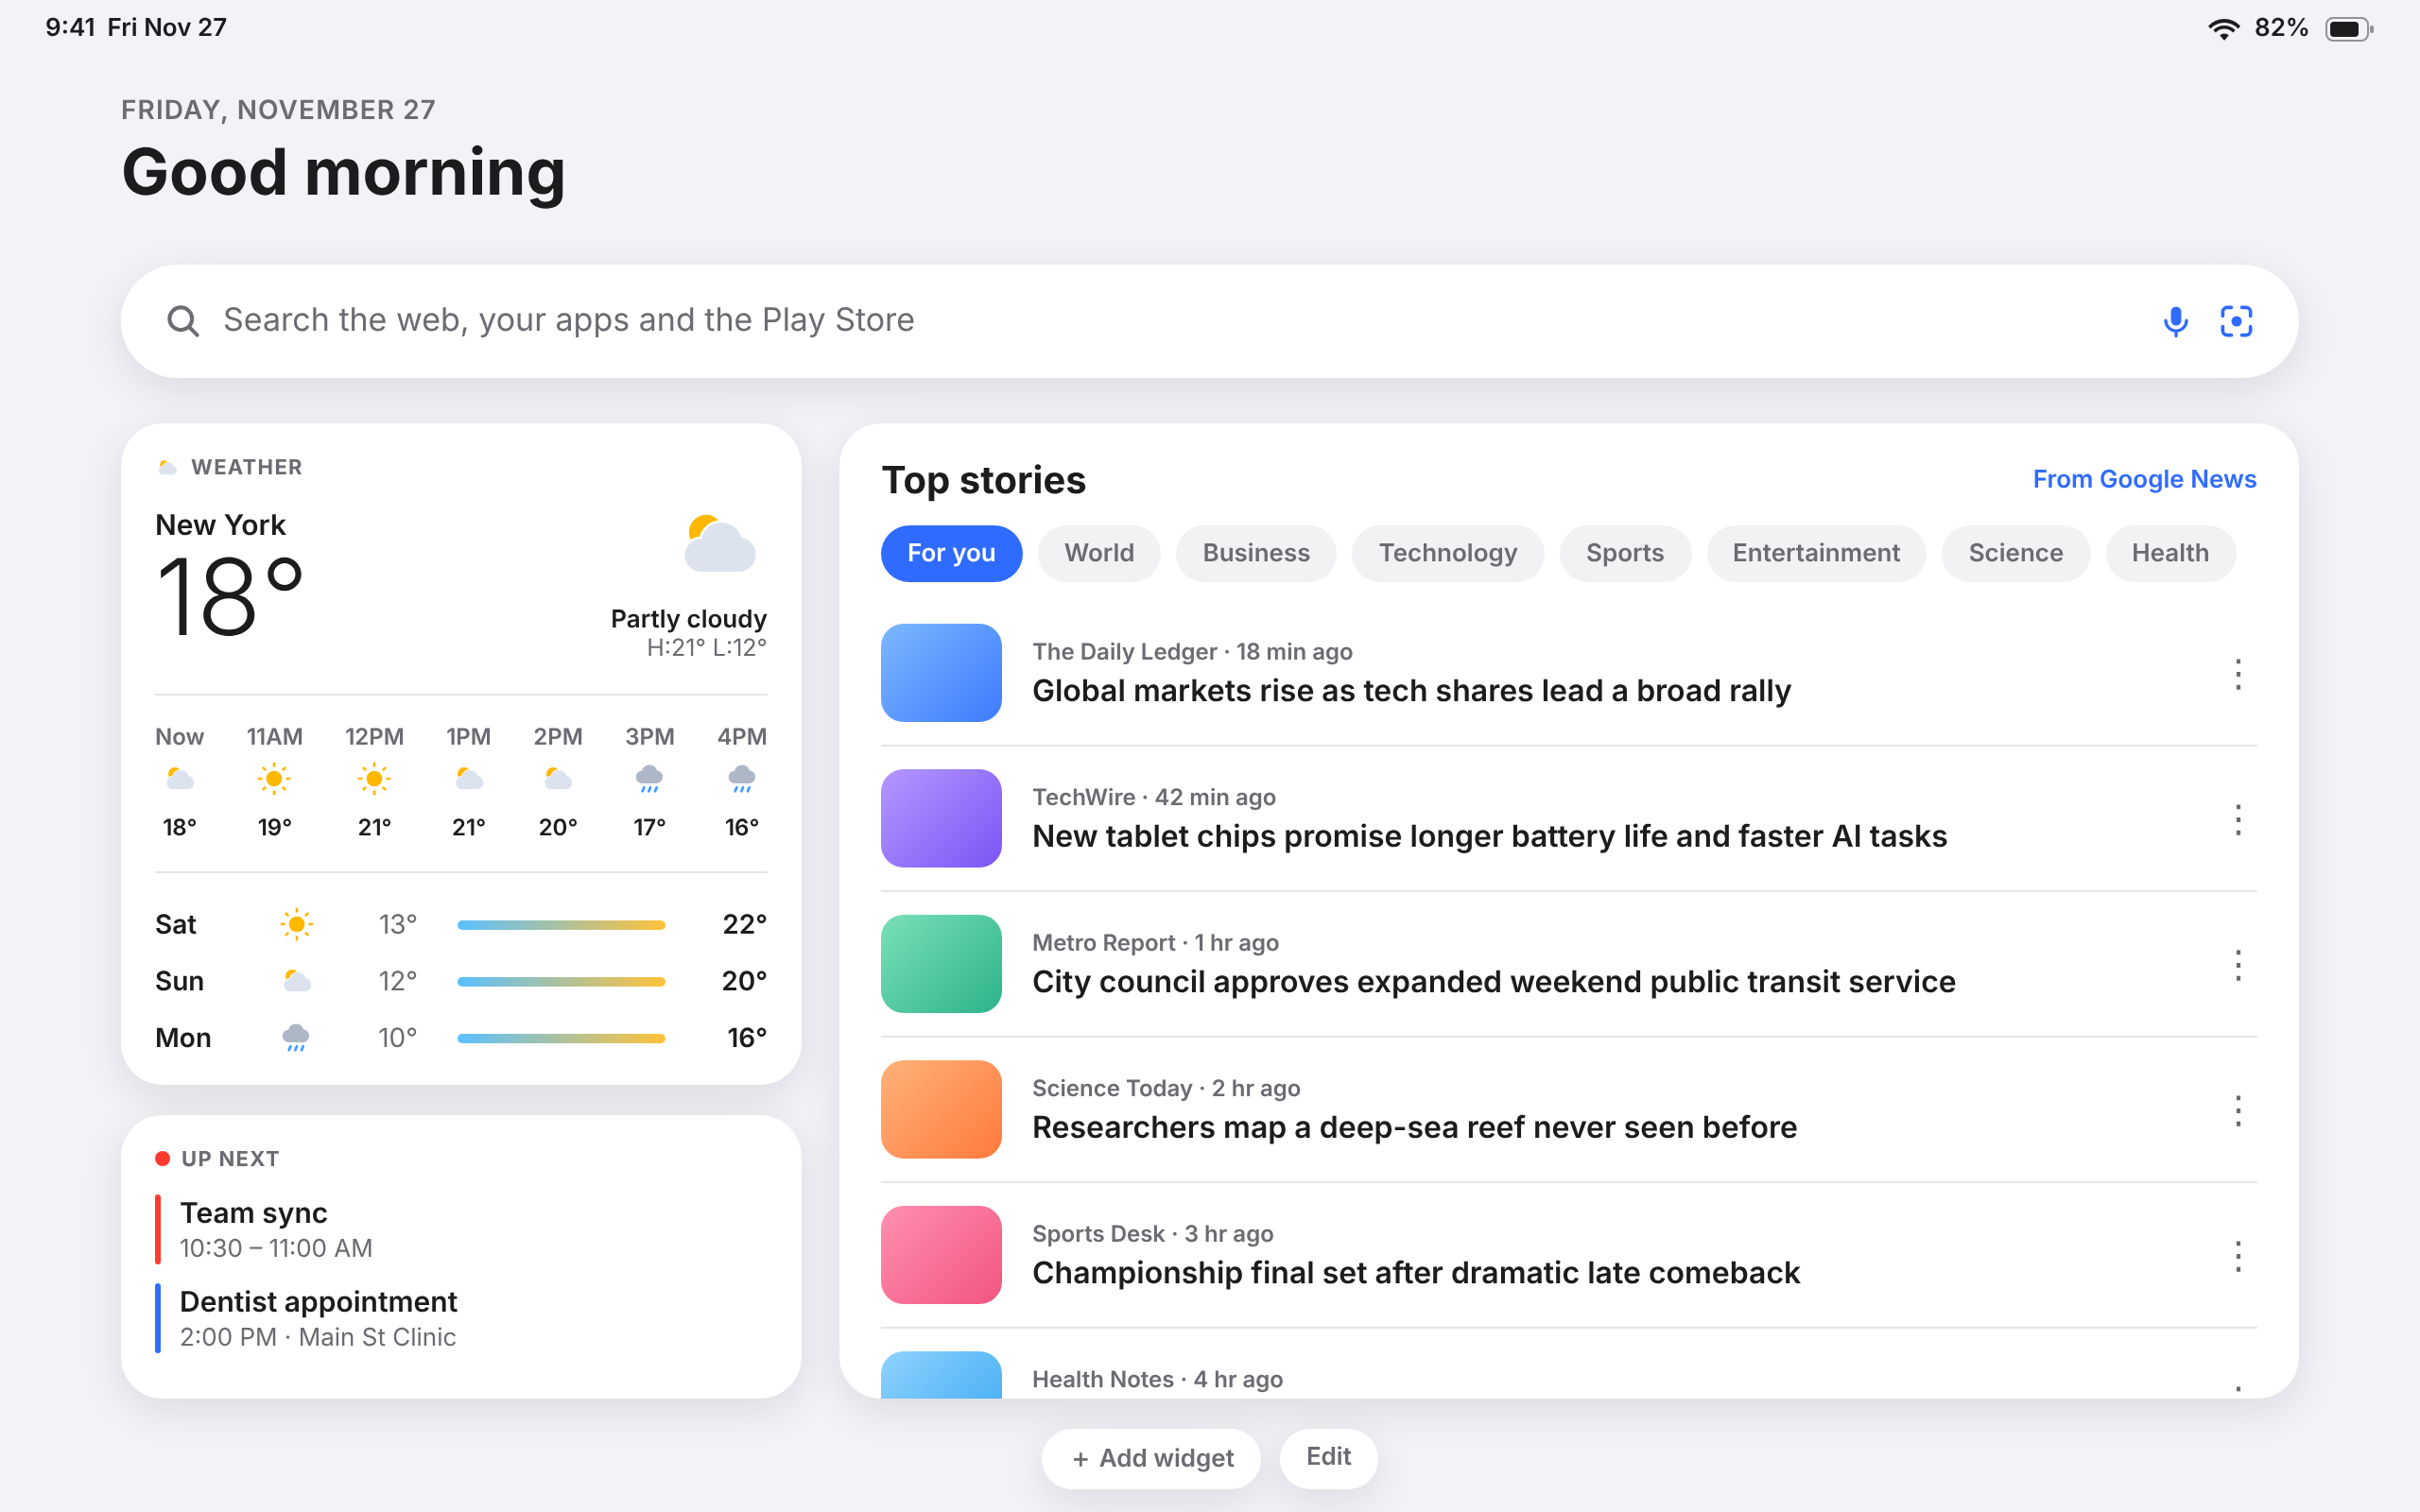 9:41 Fri Nov 27
82%
FRIDAY, NOVEMBER 27
Good morning
Search the web, your apps and the Play Store
WEATHER
New York
18°
Partly cloudy
H:21° L:12°
Now 11AM 12PM 1PM 2PM 3PM 4PM
18° 19° 21° 21° 20° 17° 16°
Sat 13° 22°
Sun 12° 20°
Mon 10° 16°
UP NEXT
Team sync
10:30 – 11:00 AM
Dentist appointment
2:00 PM · Main St Clinic
Top stories
From Google News
For you World Business Technology Sports Entertainment Science Health
The Daily Ledger · 18 min ago
Global markets rise as tech shares lead a broad rally
TechWire · 42 min ago
New tablet chips promise longer battery life and faster AI tasks
Metro Report · 1 hr ago
City council approves expanded weekend public transit service
Science Today · 2 hr ago
Researchers map a deep-sea reef never seen before
Sports Desk · 3 hr ago
Championship final set after dramatic late comeback
Health Notes · 4 hr ago
+ Add widget
Edit